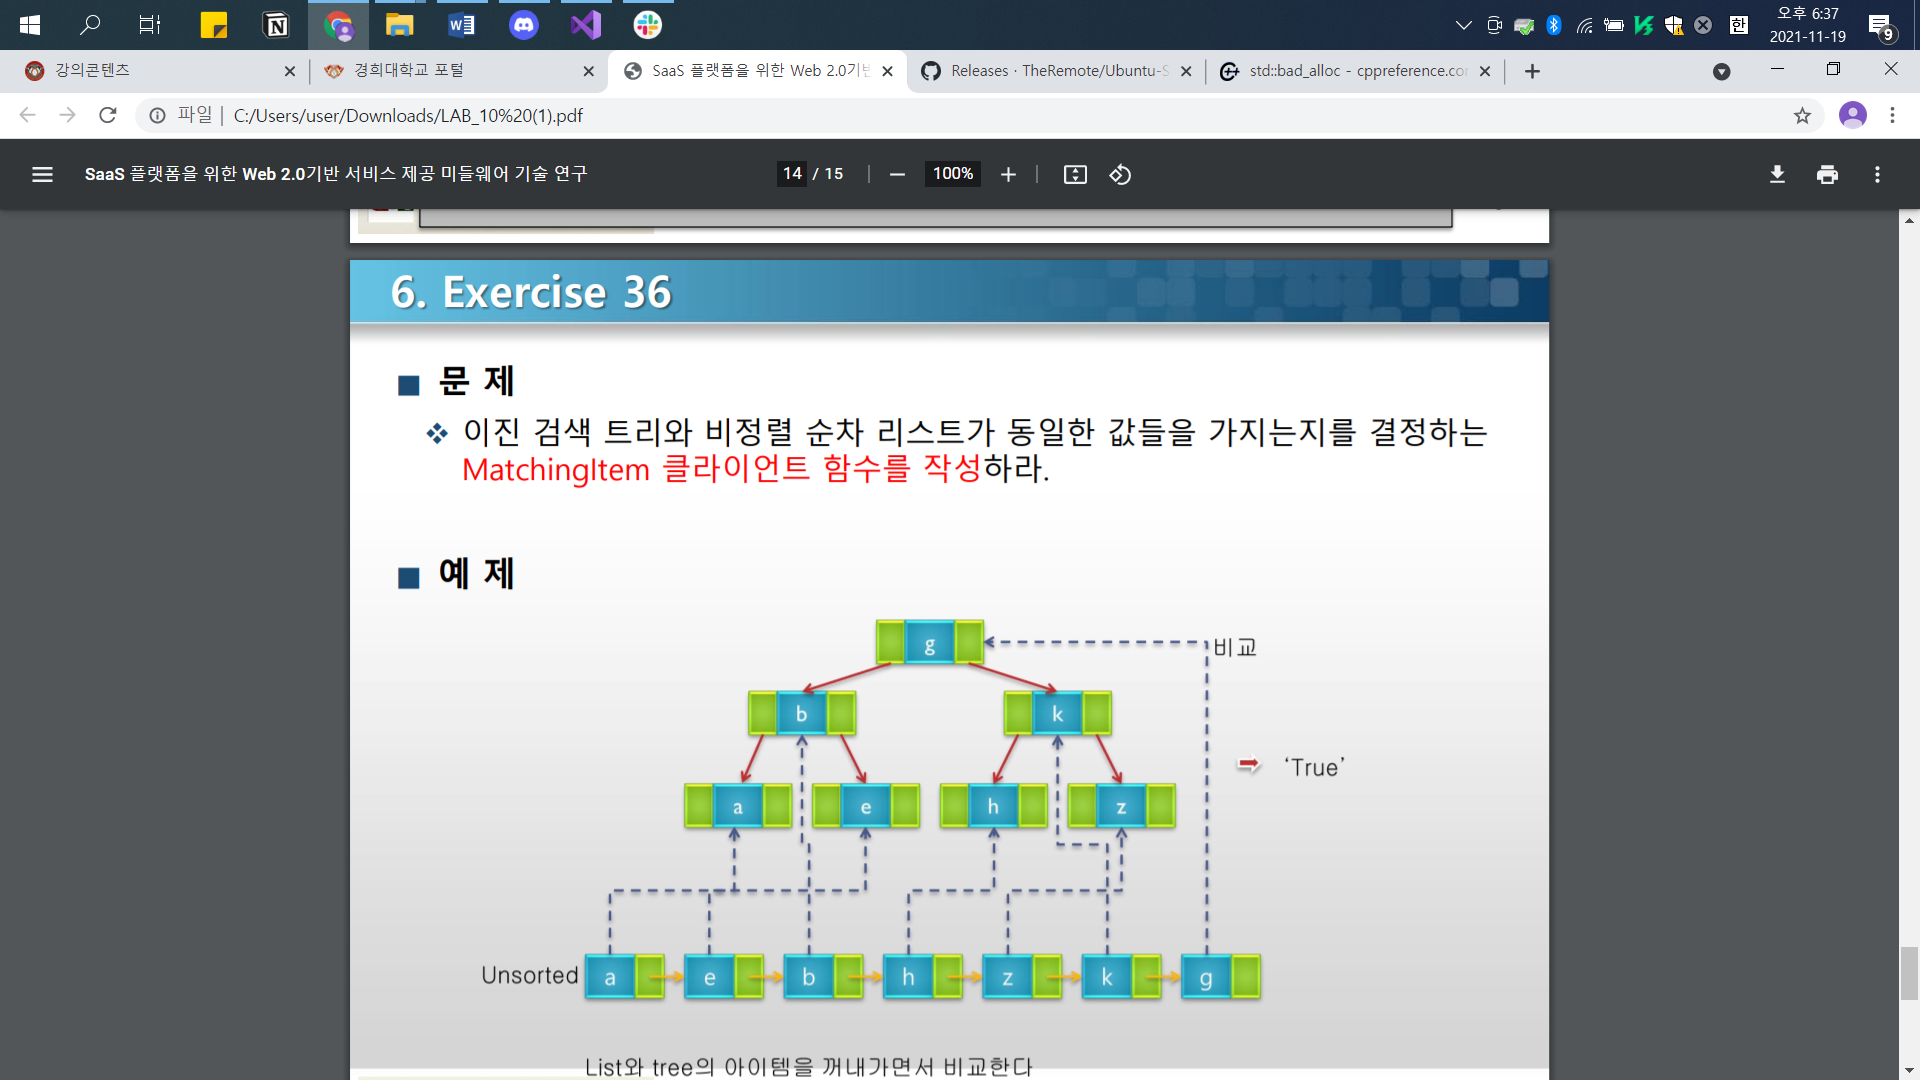 오후 6:37
2021-11-19
한
9
강의콘텐츠
경희대학교 포털
SaaS 플랫폼을 위한 Web 2.0기반
Releases · TheRemote/Ubuntu-S
std::bad_alloc - cppreference.co
파일 | C:/Users/user/Downloads/LAB_10%20(1).pdf
SaaS 플랫폼을 위한 Web 2.0기반 서비스 제공 미들웨어 기술 연구
14 / 15
100%
6. Exercise 36
문 제
이진 검색 트리와 비정렬 순차 리스트가 동일한 값들을 가지는지를 결정하는
MatchingItem 클라이언트 함수를 작성하라.
예 제
g
비교
b
k
'True'
a
e
h
z
Unsorted
a
e
b
h
z
k
g
List와 tree의 아이템을 꺼내가면서 비교한다